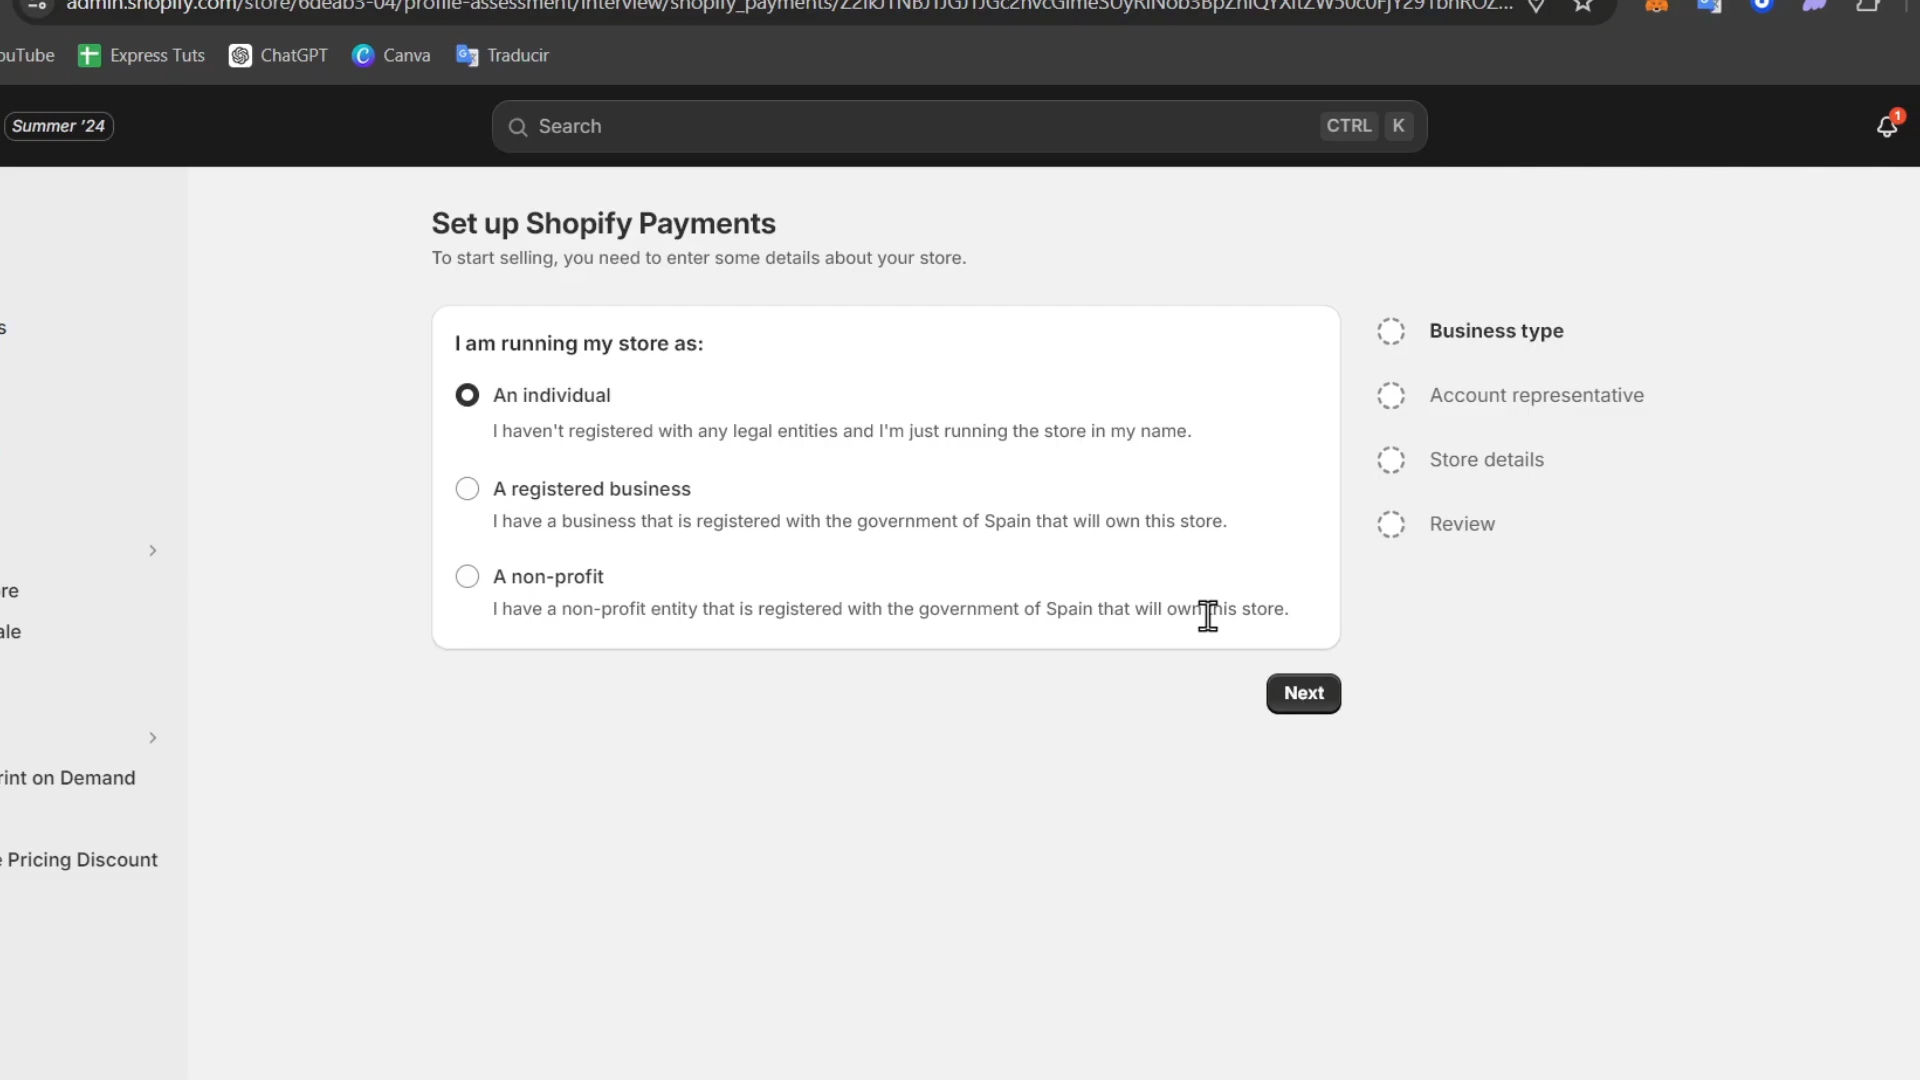 admin.shopify.com/store/6deab3-04/profile-assessment/interview/shopify_payments/
ouTube
Express Tuts
ChatGPT
Canva
Traducir
Summer '24
Search
CTRL K
1
Set up Shopify Payments
To start selling, you need to enter some details about your store.
I am running my store as:
An individual
I haven't registered with any legal entities and I'm just running the store in my name.
A registered business
I have a business that is registered with the government of Spain that will own this store.
A non-profit
I have a non-profit entity that is registered with the government of Spain that will own this store.
Next
Business type
Account representative
Store details
Review
s
re
ale
rint on Demand
e Pricing Discount